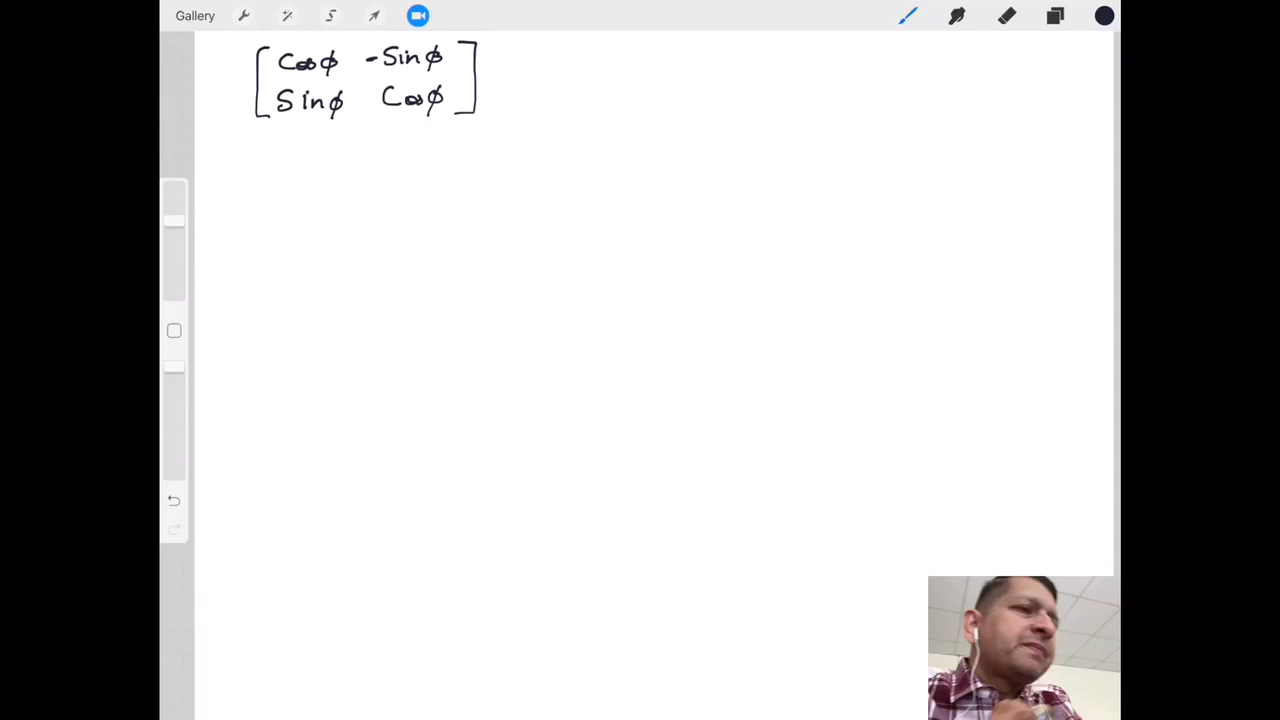 Gallery
Cosϕ -Sinϕ
Sinϕ Cosϕ